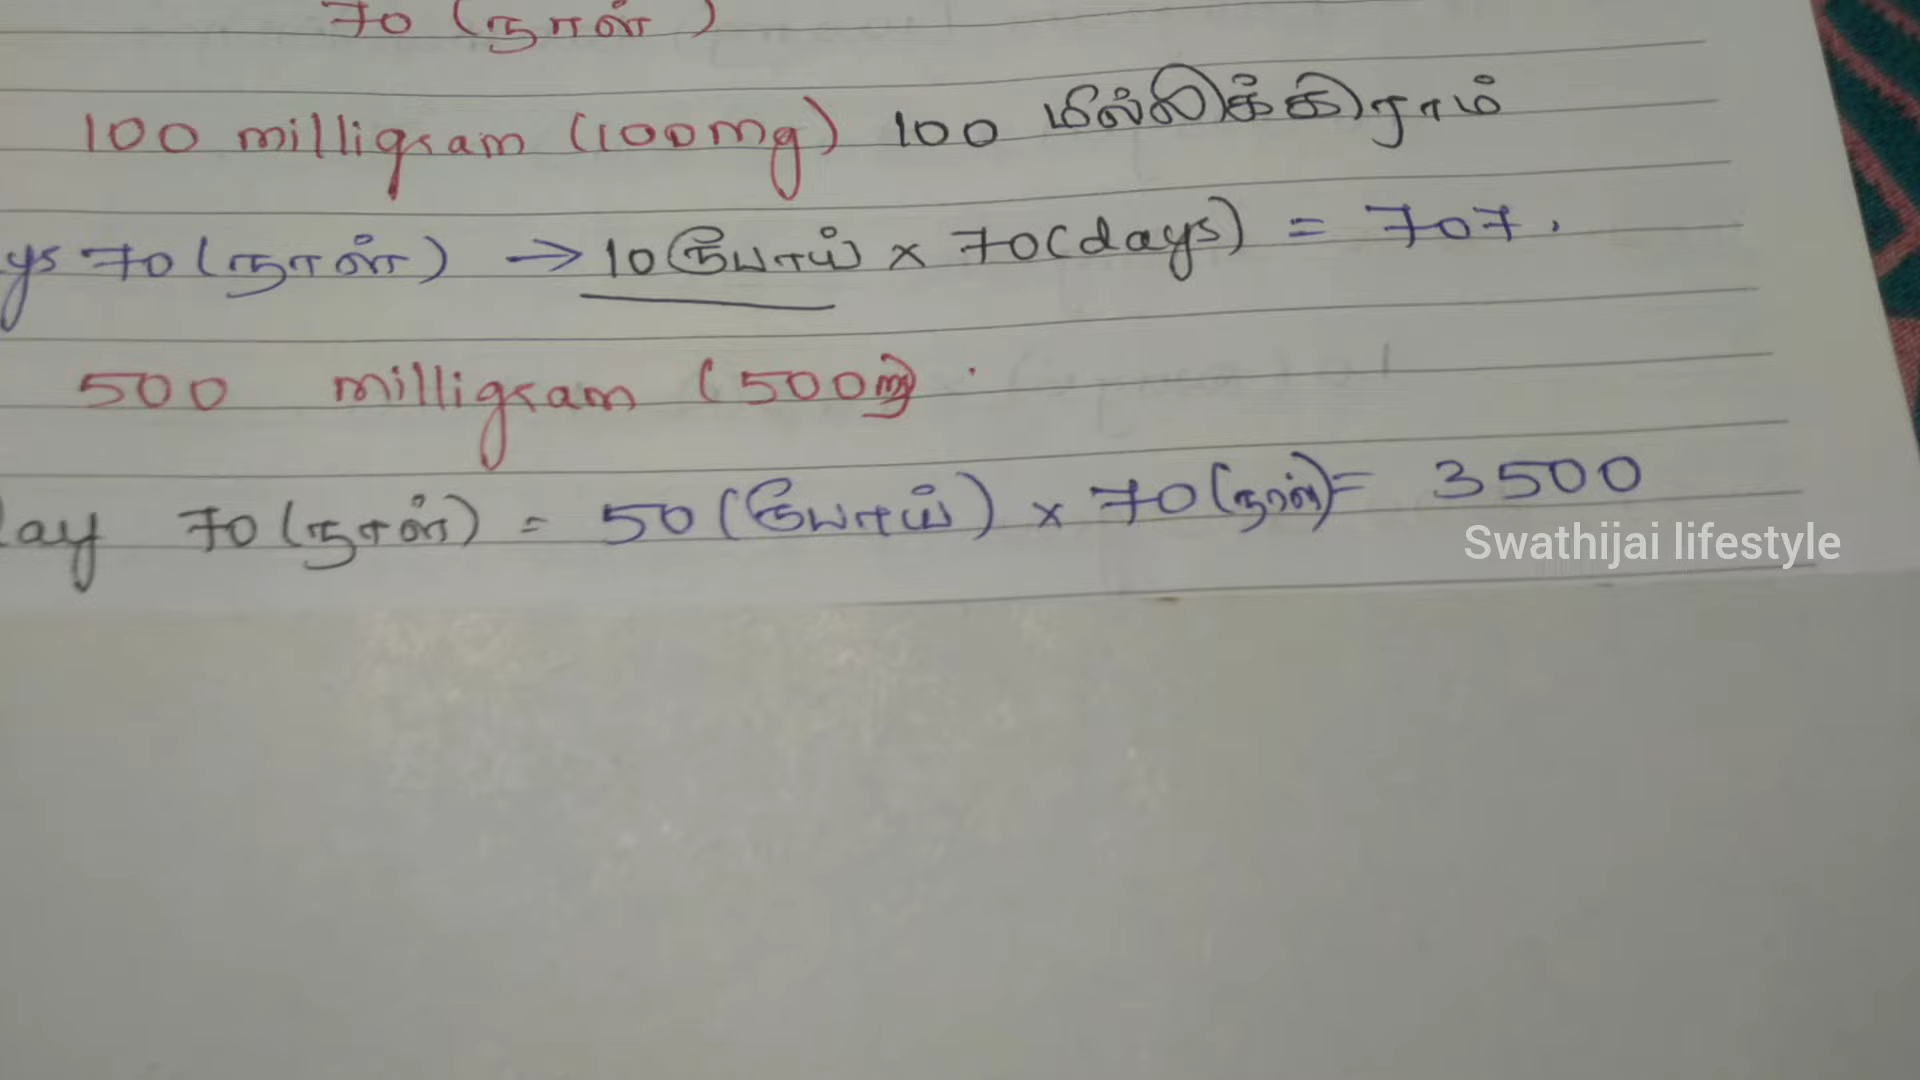 70 (நாள்)
100 milligram (100mg) 100 மில்லிக்கிராம்
ys 70 (நாள்) → 10 ரூபாய் x 70 (days) = 707.
500 milligram (500mg).
ay 70 (நாள்) = 50 (ரூபாய்) x 70 (நாள்) = 3500
Swathijai lifestyle